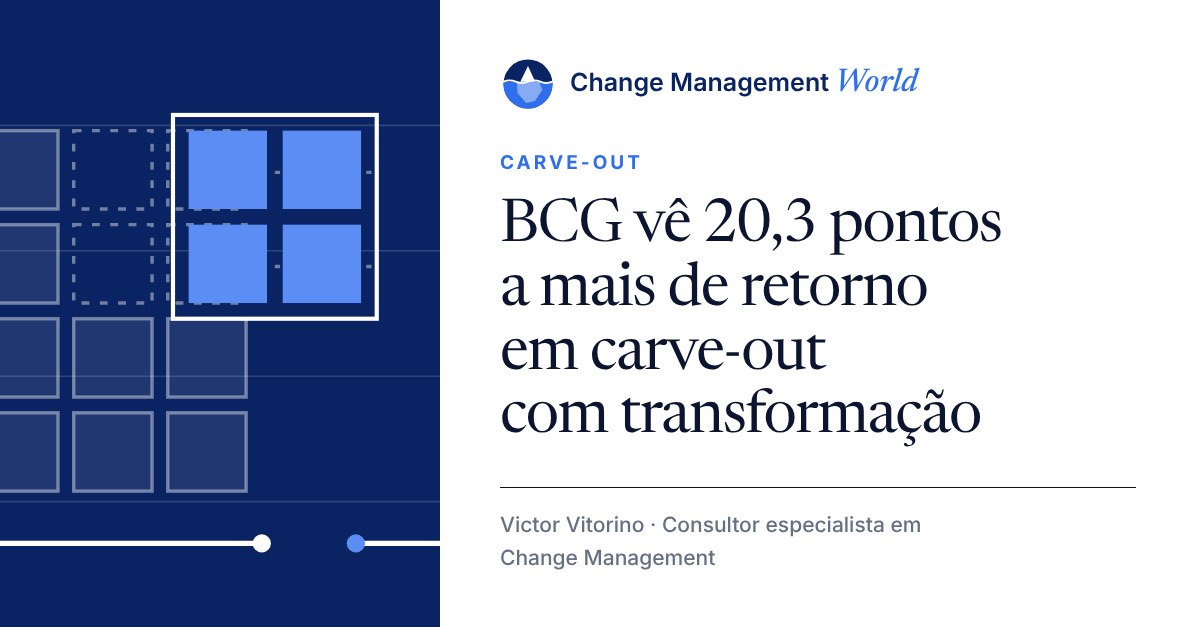 Change Management World
CARVE-OUT
BCG vê 20,3 pontos
a mais de retorno
em carve-out
com transformação
Victor Vitorino · Consultor especialista em
Change Management